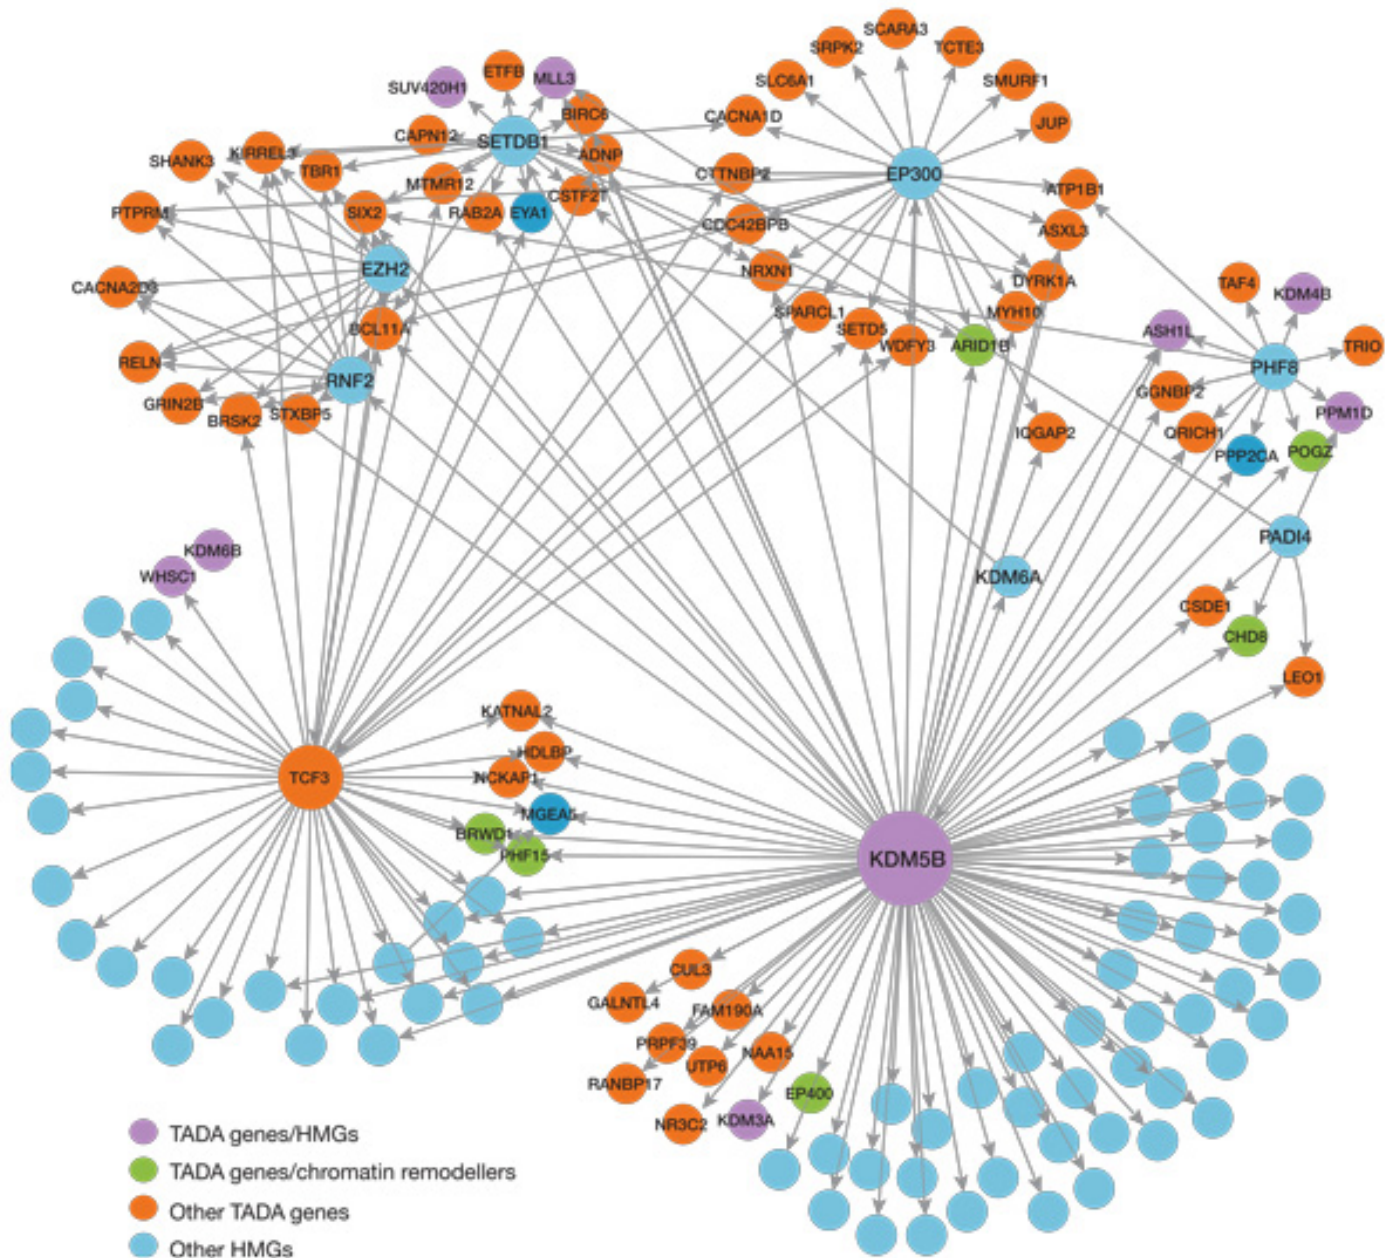 SCARA3
SRPK2
TCTE3
ETFB
MLL3
SLC6A1
SMURF1
SUV420H1
BIRC6
CACNA1D
JUP
CAPN12
SETDB1
SHANK3
KIRREL3
TBR1
ADNP
CTTNBP2
EP300
MTMR12
CSTF2T
ATP1B1
PTPRM
SIX2
RAB2A
EYA1
CDC42BPB
ASXL3
EZH2
NRXN1
DYRK1A
CACNA2D3
TAF4
KDM4B
BCL11A
SPARCL1
SETD5
MYH10
WDFY3
ARID1B
ASH1L
TRIO
RELN
RNF2
PHF8
GRIN2B
BRSK2
STXBP5
GGNBP2
PPM1D
IQGAP2
QRICH1
PPP2CA
POGZ
PADI4
KDM6B
WHSC1
KDM6A
CSDE1
CHD8
LEO1
KATNAL2
HDLBP
TCF3
NCKAP1
MGEA5
BRWD1
PHF15
KDM5B
CUL3
GALNTL4
FAM190A
PRPF39
UTP6
NAA15
RANBP17
EP400
NR3C2
KDM3A
TADA genes/HMGs
TADA genes/chromatin remodellers
Other TADA genes
Other HMGs